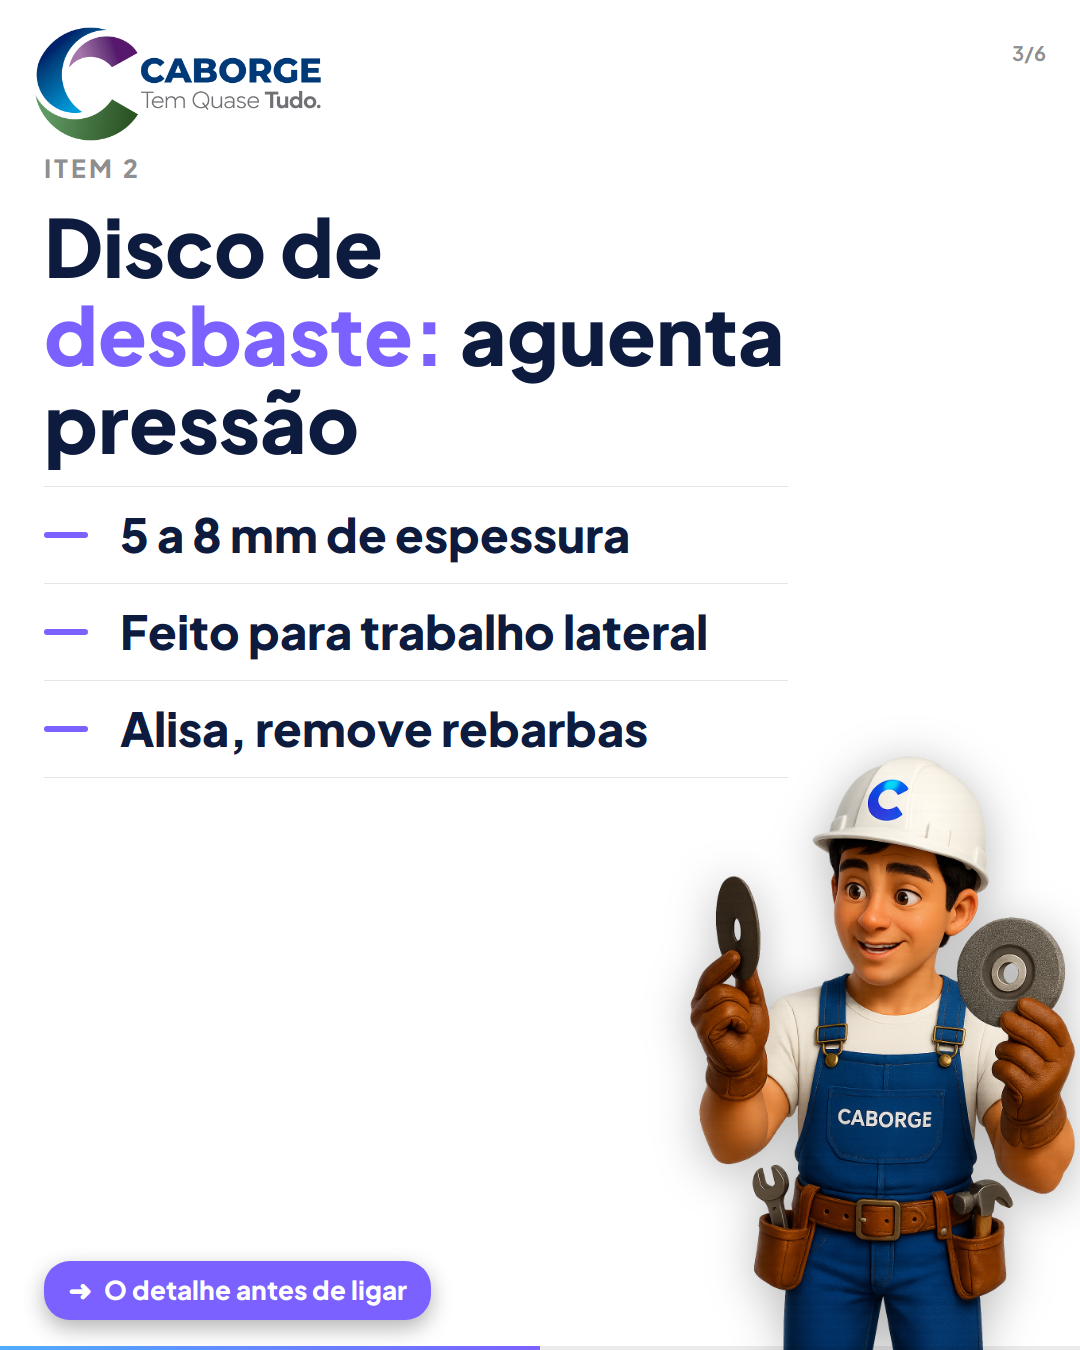 CABORGE
Tem Quase Tudo.
3/6
ITEM 2
Disco de
desbaste: aguenta
pressão
5 a 8 mm de espessura
Feito para trabalho lateral
Alisa, remove rebarbas
C
CABORGE
➜ O detalhe antes de ligar